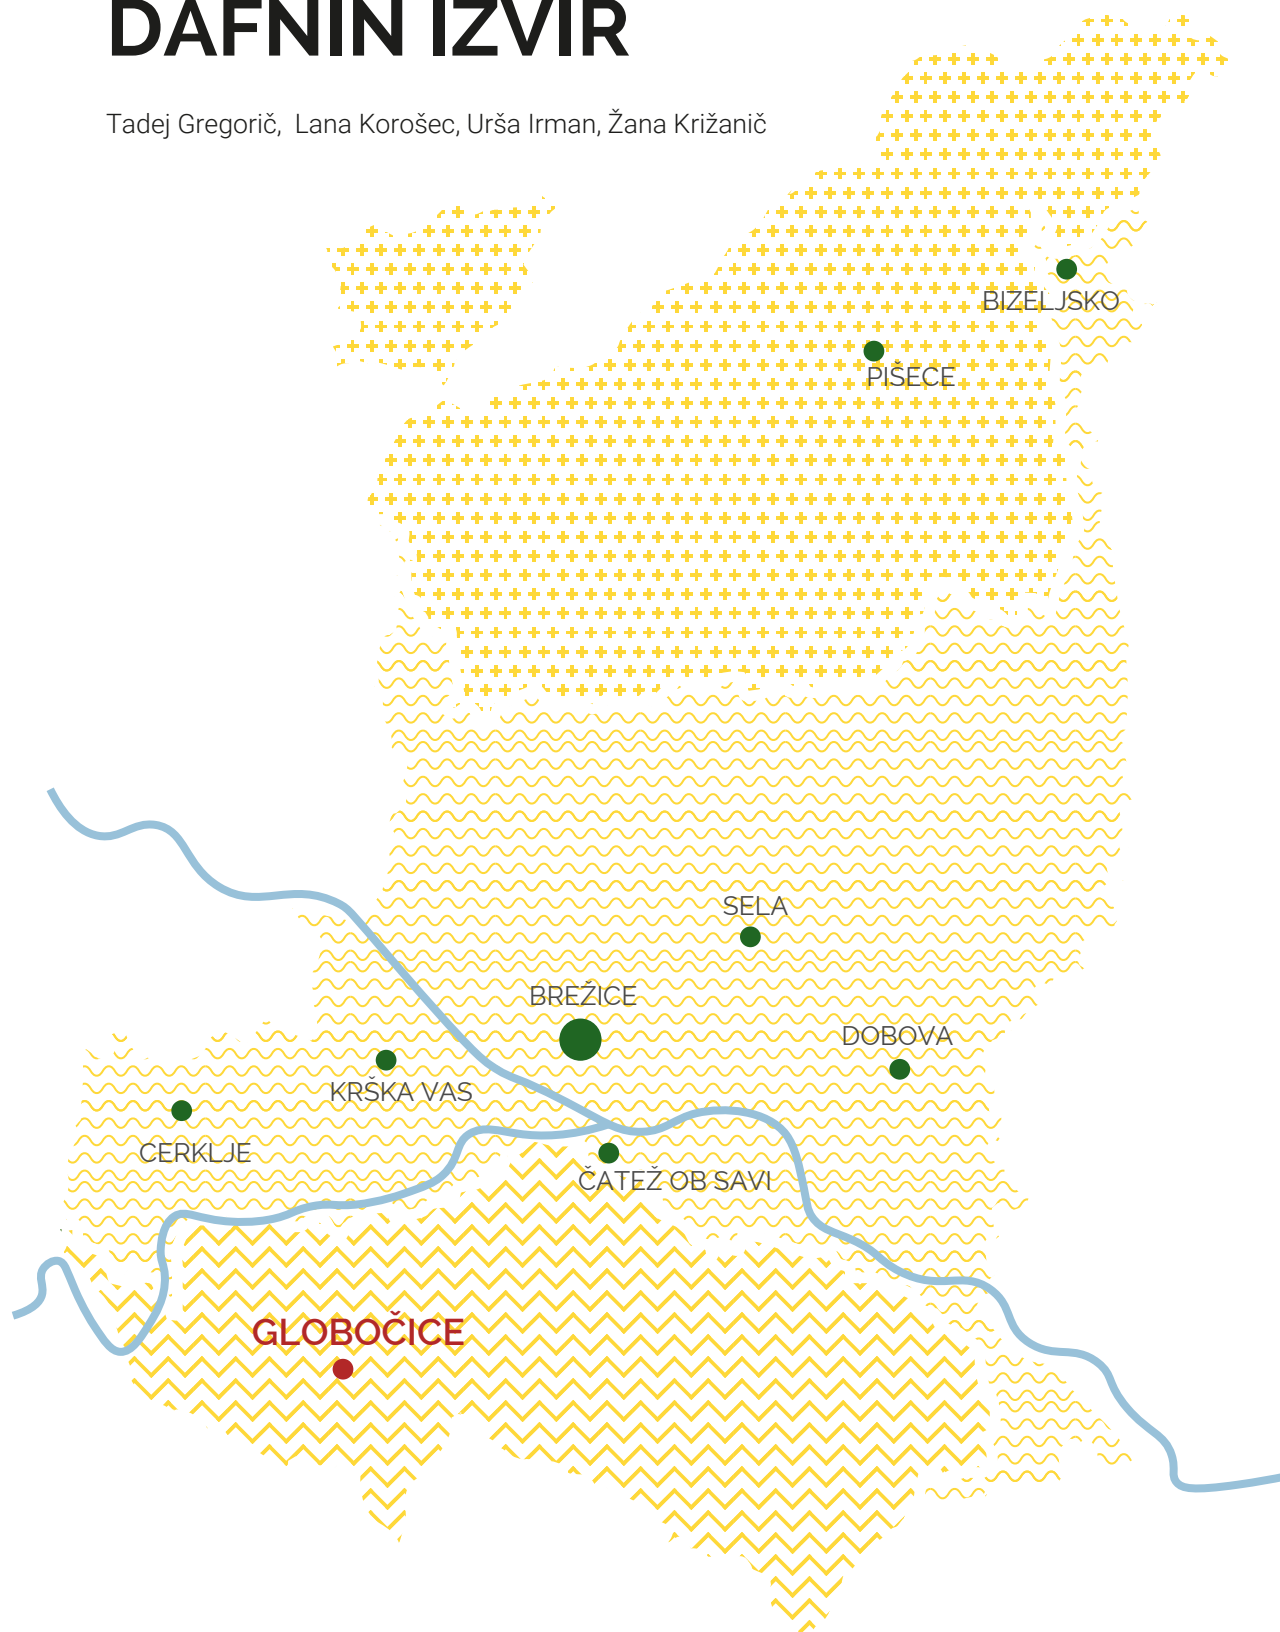 DAFNIN IZVIR
Tadej Gregorič, Lana Korošec, Urša Irman, Žana Križanič
BIZELJSKO
PIŠECE
SELA
BREŽICE
DOBOVA
KRŠKA VAS
CERKLJE
ČATEŽ OB SAVI
GLOBOČICE